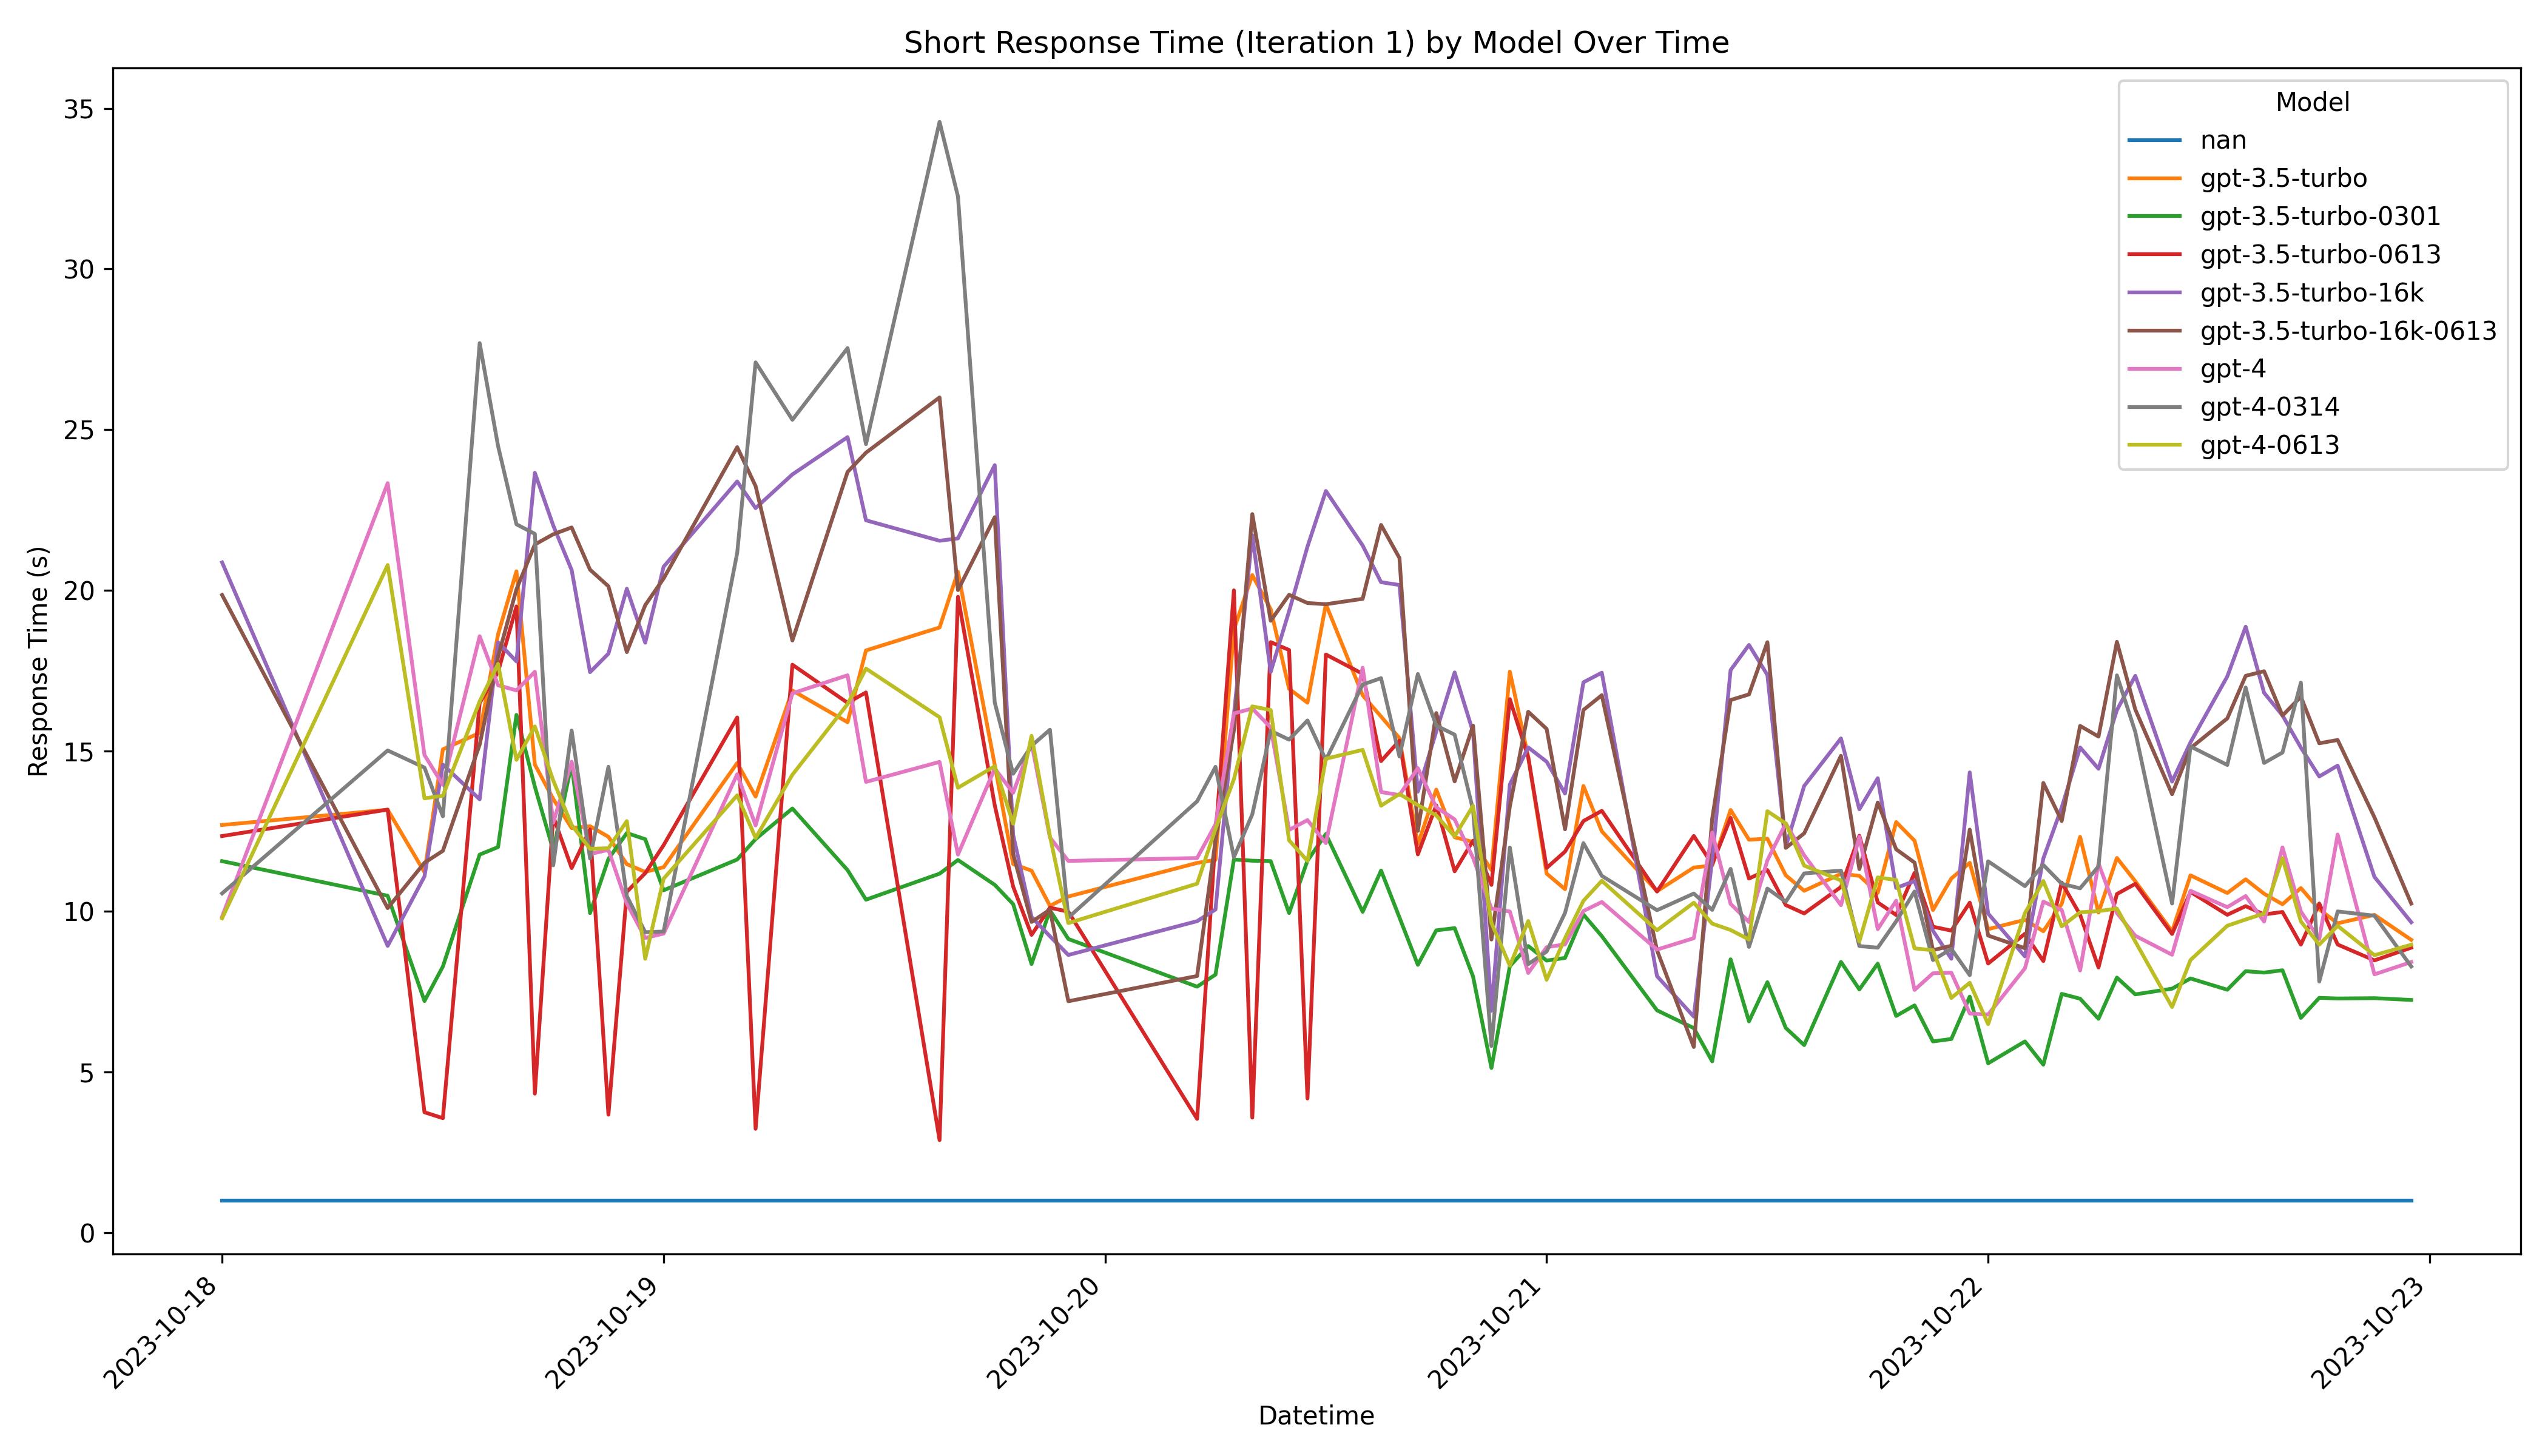 Short Response Time (Iteration 1) by Model Over Time
Model
nan
gpt-3.5-turbo
gpt-3.5-turbo-0301
gpt-3.5-turbo-0613
gpt-3.5-turbo-16k
gpt-3.5-turbo-16k-0613
gpt-4
gpt-4-0314
gpt-4-0613
Response Time (s)
35
30
25
20
15
10
5
0
2023-10-18
2023-10-19
2023-10-20
2023-10-21
2023-10-22
2023-10-23
Datetime